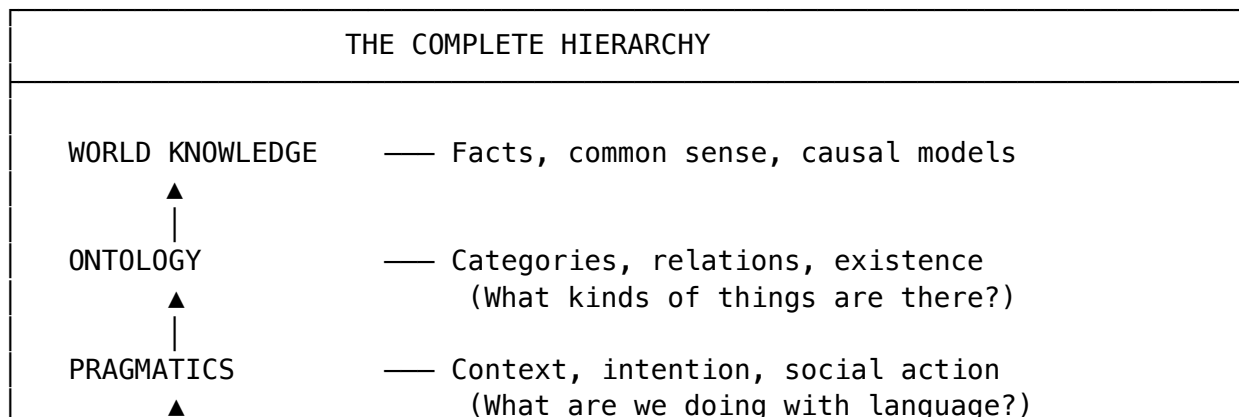 THE COMPLETE HIERARCHY
WORLD KNOWLEDGE ─── Facts, common sense, causal models
▲
│
ONTOLOGY ─── Categories, relations, existence
▲ (What kinds of things are there?)
│
PRAGMATICS ─── Context, intention, social action
▲ (What are we doing with language?)